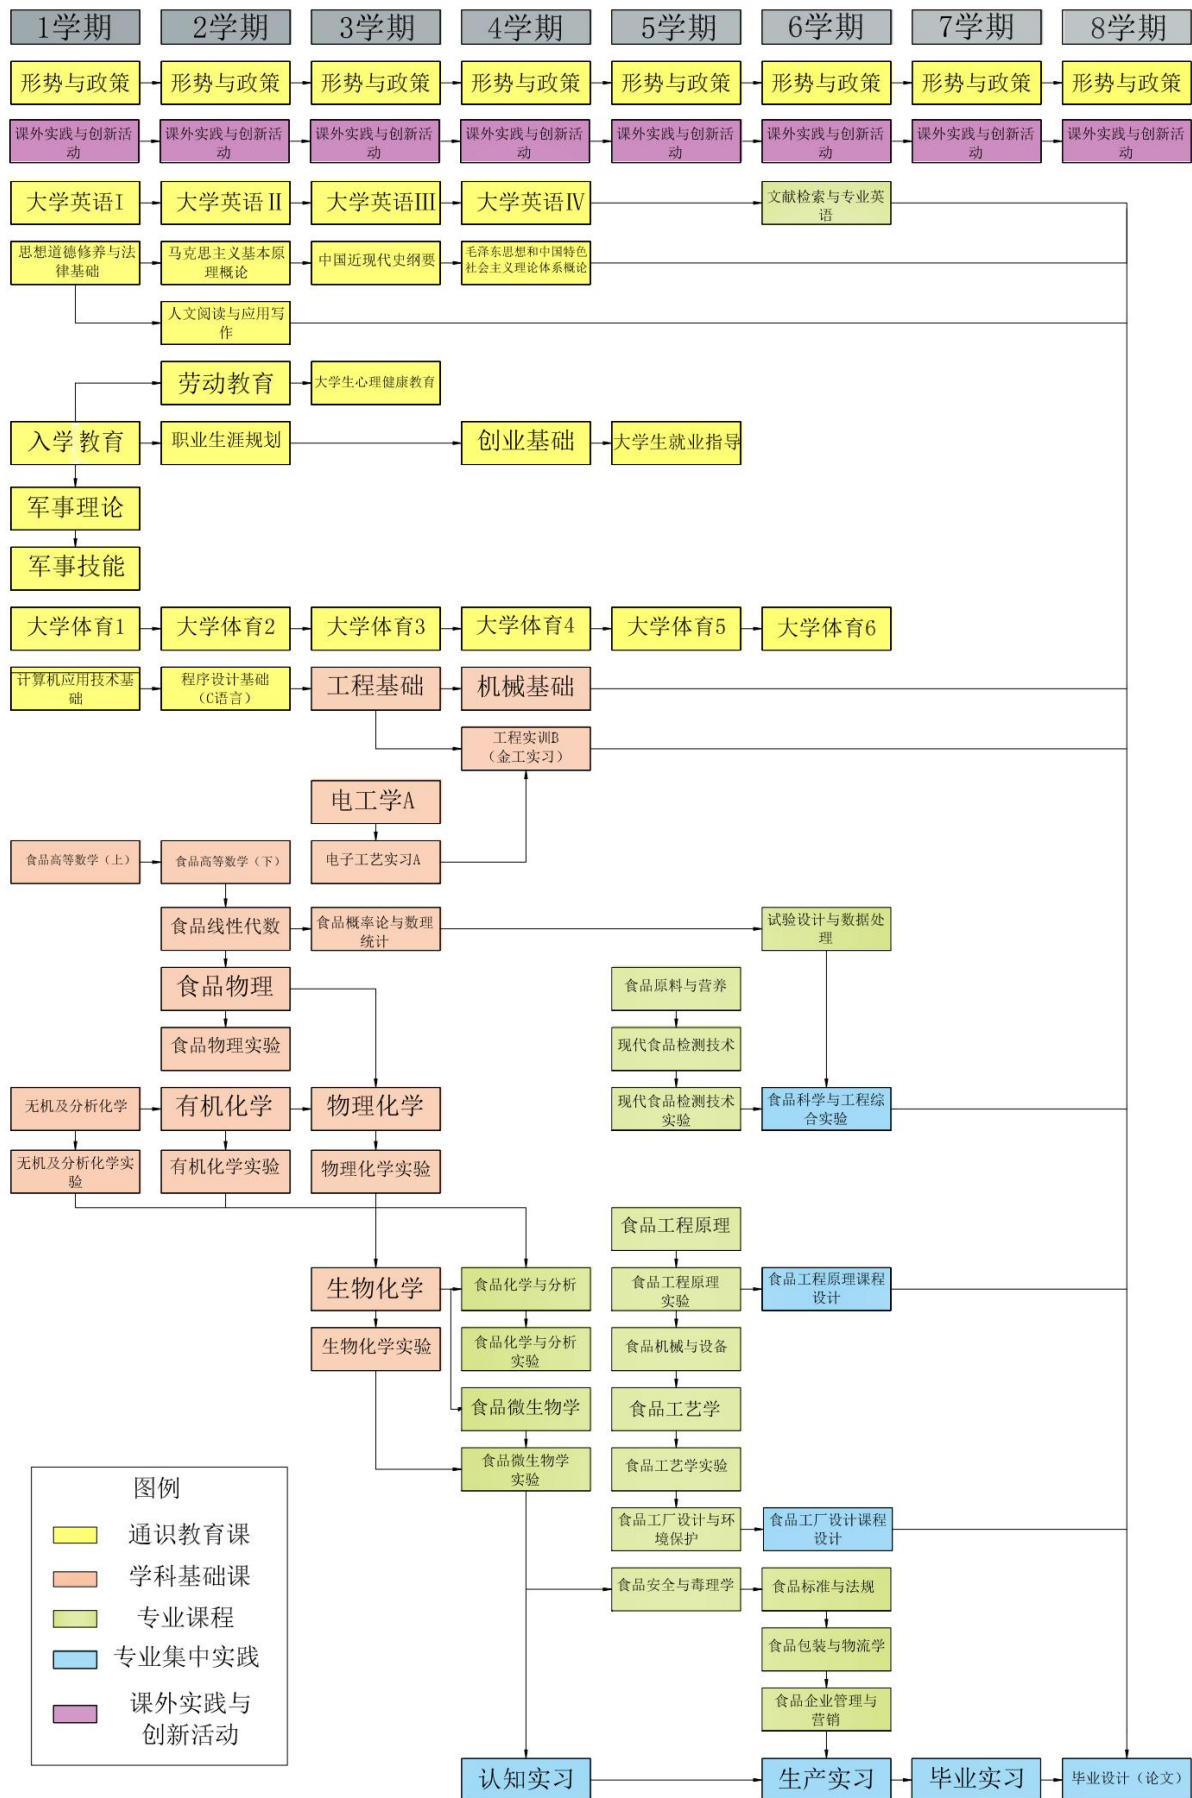 1学期
2学期
3学期
4学期
5学期
6学期
7学期
8学期
形势与政策
形势与政策
形势与政策
形势与政策
形势与政策
形势与政策
形势与政策
形势与政策
课外实践与创新活
动
课外实践与创新活
动
课外实践与创新活
动
课外实践与创新活
动
课外实践与创新活
动
课外实践与创新活
动
课外实践与创新活
动
课外实践与创新活
动
大学英语I
大学英语II
大学英语III
大学英语IV
文献检索与专业英
语
思想道德修养与法
律基础
马克思主义基本原
理概论
中国近现代史纲要
毛泽东思想和中国特色
社会主义理论体系概论
人文阅读与应用写
作
劳动教育
大学生心理健康教育
入学教育
职业生涯规划
创业基础
大学生就业指导
军事理论
军事技能
大学体育1
大学体育2
大学体育3
大学体育4
大学体育5
大学体育6
计算机应用技术基
础
程序设计基础
（C语言）
工程基础
机械基础
工程实训B
（金工实习）
电工学A
食品高等数学（上）
食品高等数学（下）
电子工艺实习A
食品线性代数
食品概率论与数理
统计
试验设计与数据处
理
食品物理
食品原料与营养
食品物理实验
现代食品检测技术
无机及分析化学
有机化学
物理化学
现代食品检测技术
实验
食品科学与工程综
合实验
无机及分析化学实
验
有机化学实验
物理化学实验
食品工程原理
生物化学
食品化学与分析
食品工程原理
实验
食品工程原理课程
设计
生物化学实验
食品化学与分析
实验
食品机械与设备
食品微生物学
食品工艺学
食品微生物学
实验
食品工艺学实验
食品工厂设计与环
境保护
食品工厂设计课程
设计
食品安全与毒理学
食品标准与法规
食品包装与物流学
食品企业管理与
营销
认知实习
生产实习
毕业实习
毕业设计（论文）
图例
通识教育课
学科基础课
专业课程
专业集中实践
课外实践与
创新活动